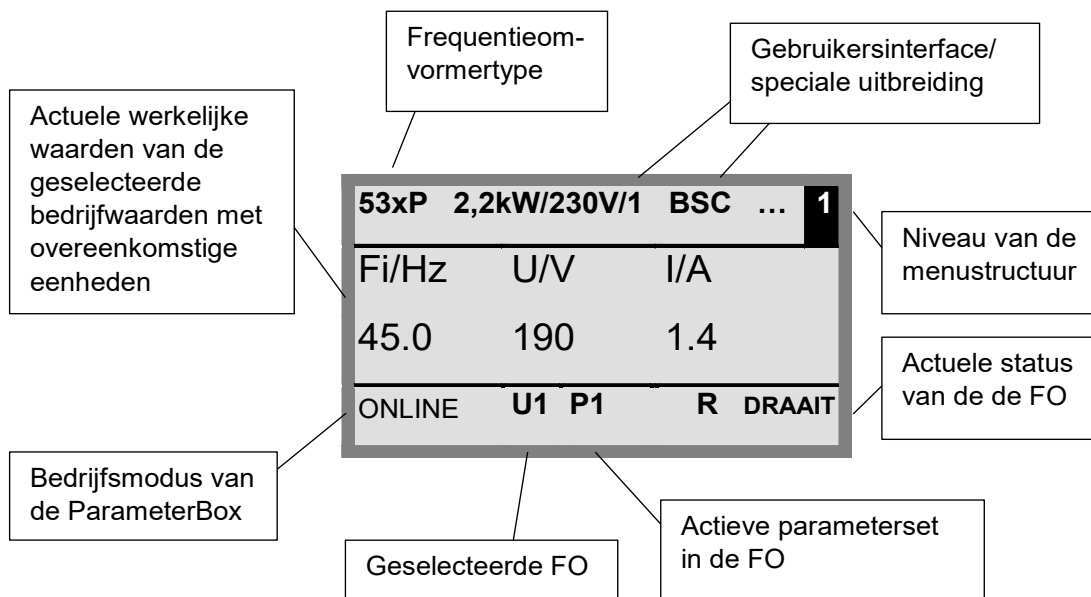 Frequentieom-
vormertype
Gebruikersinterface/
speciale uitbreiding
Actuele werkelijke
waarden van de
geselecteerde
bedrijfwaarden met
overeenkomstige
eenheden
53xP 2,2kW/230V/1 BSC … 1
Fi/Hz U/V I/A
45.0 190 1.4
ONLINE U1 P1 R DRAAIT
Niveau van de
menustructuur
Actuele status
van de de FO
Bedrijfsmodus van
de ParameterBox
Geselecteerde FO
Actieve parameterset
in de FO